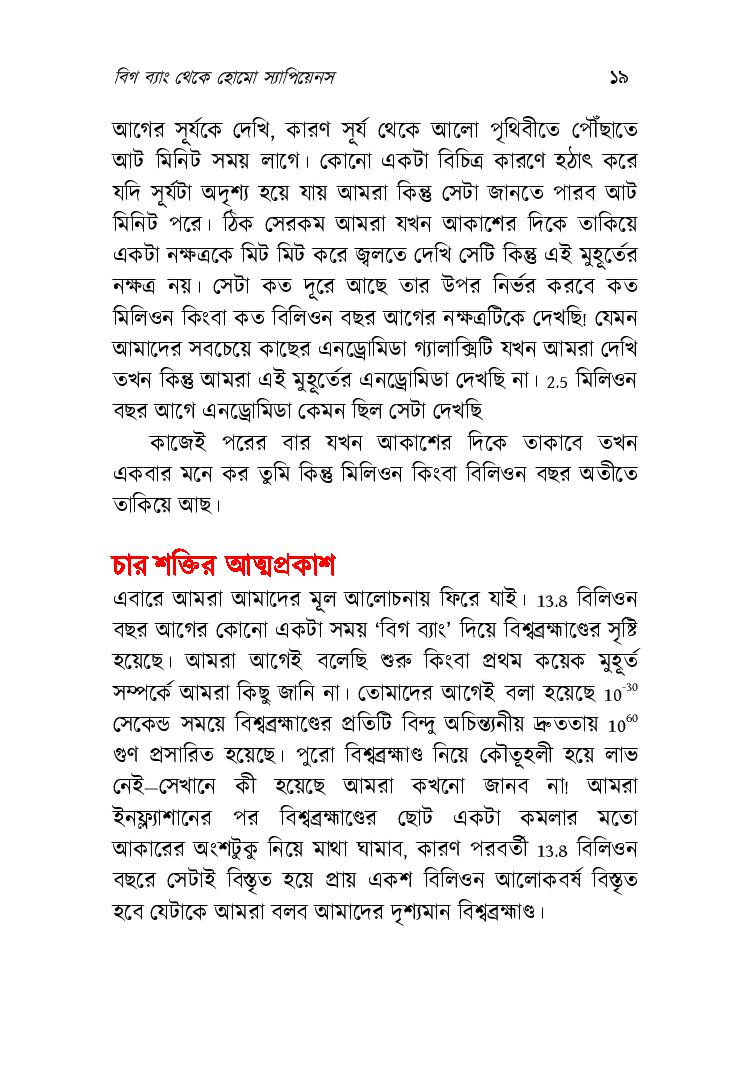 বিগ ব্যাং থেকে হোমো স্যাপিয়েনস ১৯
আগের সূর্যকে দেখি, কারণ সূর্য থেকে আলো পৃথিবীতে পৌঁছাতে
আট মিনিট সময় লাগে। কোনো একটা বিচিত্র কারণে হঠাৎ করে
যদি সূর্যটা অদৃশ্য হয়ে যায় আমরা কিন্তু সেটা জানতে পারব আট
মিনিট পরে। ঠিক সেরকম আমরা যখন আকাশের দিকে তাকিয়ে
একটা নক্ষত্রকে মিট মিট করে জ্বলতে দেখি সেটি কিন্তু এই মুহূর্তের
নক্ষত্র নয়। সেটা কত দূরে আছে তার উপর নির্ভর করবে কত
মিলিওন কিংবা কত বিলিওন বছর আগের নক্ষত্রটিকে দেখছি! যেমন
আমাদের সবচেয়ে কাছের এনড্রোমিডা গ্যালাক্সিটি যখন আমরা দেখি
তখন কিন্তু আমরা এই মুহূর্তের এনড্রোমিডা দেখছি না। 2.5 মিলিওন
বছর আগে এনড্রোমিডা কেমন ছিল সেটা দেখছি
কাজেই পরের বার যখন আকাশের দিকে তাকাবে তখন
একবার মনে কর তুমি কিন্তু মিলিওন কিংবা বিলিওন বছর অতীতে
তাকিয়ে আছ।
চার শক্তির আত্মপ্রকাশ
এবারে আমরা আমাদের মূল আলোচনায় ফিরে যাই। 13.8 বিলিওন
বছর আগের কোনো একটা সময় ‘বিগ ব্যাং’ দিয়ে বিশ্বব্রহ্মাণ্ডের সৃষ্টি
হয়েছে। আমরা আগেই বলেছি শুরু কিংবা প্রথম কয়েক মুহূর্ত
সম্পর্কে আমরা কিছু জানি না। তোমাদের আগেই বলা হয়েছে 10⁻³⁰
সেকেন্ড সময়ে বিশ্বব্রহ্মাণ্ডের প্রতিটি বিন্দু অচিন্ত্যনীয় দ্রুততায় 10⁶⁰
গুণ প্রসারিত হয়েছে। পুরো বিশ্বব্রহ্মাণ্ড নিয়ে কৌতূহলী হয়ে লাভ
নেই—সেখানে কী হয়েছে আমরা কখনো জানব না! আমরা
ইনফ্ল্যাশানের পর বিশ্বব্রহ্মাণ্ডের ছোট একটা কমলার মতো
আকারের অংশটুকু নিয়ে মাথা ঘামাব, কারণ পরবর্তী 13.8 বিলিওন
বছরে সেটাই বিস্তৃত হয়ে প্রায় একশ বিলিওন আলোকবর্ষ বিস্তৃত
হবে যেটাকে আমরা বলব আমাদের দৃশ্যমান বিশ্বব্রহ্মাণ্ড।